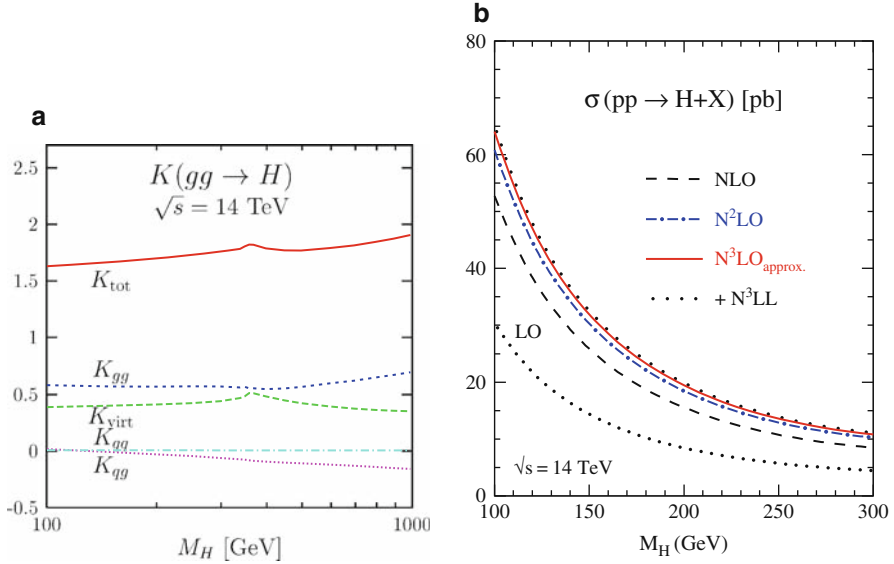 a
K(gg → H)
√s = 14 TeV
2.5
2
1.5
1
0.5
0
-0.5
K_tot
K_gg
K_virt
K_qq
K_qg
100
1000
M_H [GeV]
b
80
60
40
20
0
σ(pp → H+X) [pb]
NLO
N²LO
N³LO_approx.
+ N³LL
LO
√s = 14 TeV
100 150 200 250 300
M_H (GeV)